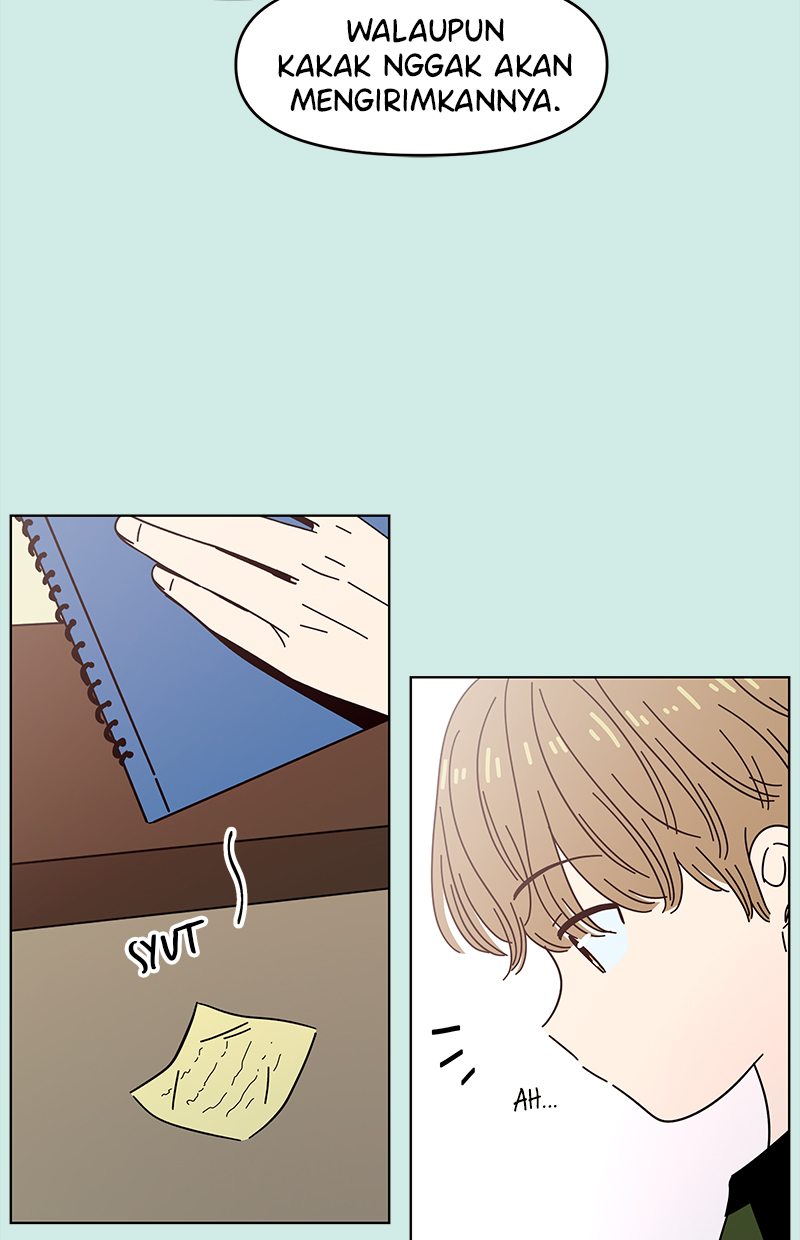 WALAUPUN
KAKAK NGGAK AKAN
MENGIRIMKANNYA.
SYUT
AH...